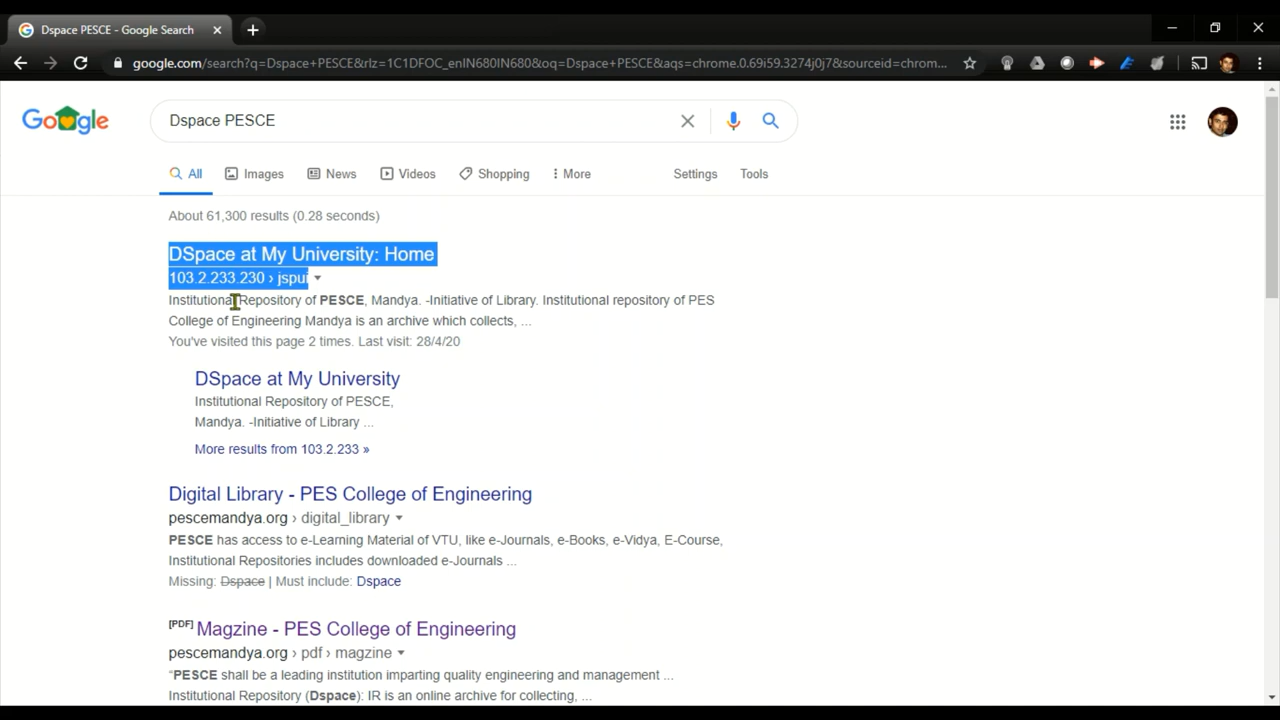 Dspace PESCE - Google Search
google.com/search?q=Dspace+PESCE&rlz=1C1DFOC_enIN680IN680&oq=Dspace+PESCE&aqs=chrome.0.69i59.3274j0j7&sourceid=chrom...
Google
Dspace PESCE
All Images News Videos Shopping More Settings Tools
About 61,300 results (0.28 seconds)
DSpace at My University: Home
103.2.233.230 › jspui
Institutional Repository of PESCE, Mandya. -Initiative of Library. Institutional repository of PES
College of Engineering Mandya is an archive which collects, ...
You've visited this page 2 times. Last visit: 28/4/20
DSpace at My University
Institutional Repository of PESCE,
Mandya. -Initiative of Library ...
More results from 103.2.233 »
Digital Library - PES College of Engineering
pescemandya.org › digital_library
PESCE has access to e-Learning Material of VTU, like e-Journals, e-Books, e-Vidya, E-Course,
Institutional Repositories includes downloaded e-Journals ...
Missing: Dspace | Must include: Dspace
[PDF] Magzine - PES College of Engineering
pescemandya.org › pdf › magzine
“PESCE shall be a leading institution imparting quality engineering and management ...
Institutional Repository (Dspace): IR is an online archive for collecting, ...